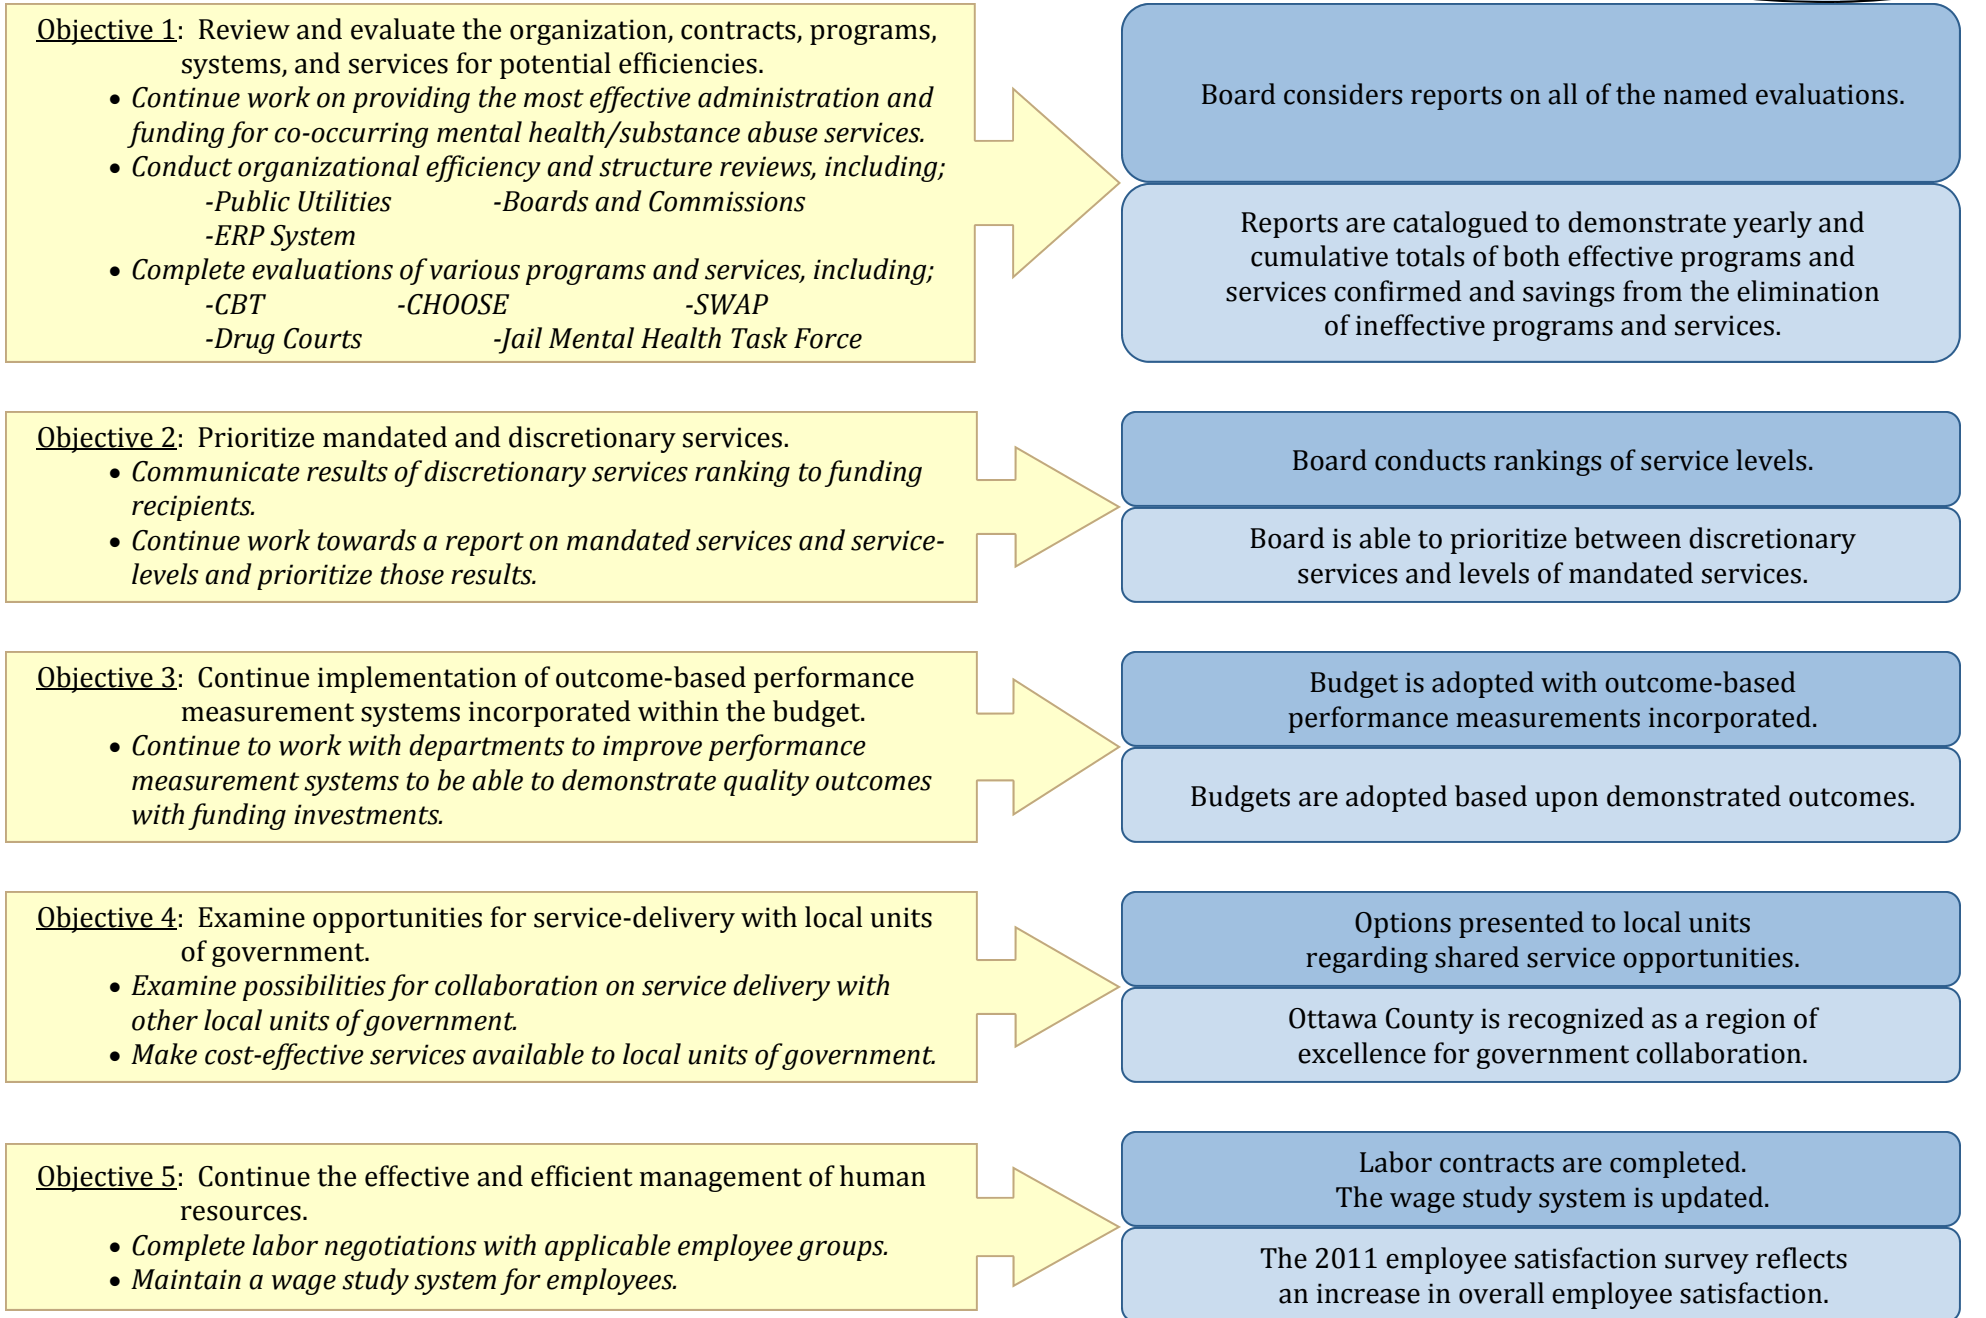 Objective 1: Review and evaluate the organization, contracts, programs,
systems, and services for potential efficiencies.
• Continue work on providing the most effective administration and
funding for co-occurring mental health/substance abuse services.
• Conduct organizational efficiency and structure reviews, including;
-Public Utilities -Boards and Commissions
-ERP System
• Complete evaluations of various programs and services, including;
-CBT -CHOOSE -SWAP
-Drug Courts -Jail Mental Health Task Force
Board considers reports on all of the named evaluations.
Reports are catalogued to demonstrate yearly and
cumulative totals of both effective programs and
services confirmed and savings from the elimination
of ineffective programs and services.
Objective 2: Prioritize mandated and discretionary services.
• Communicate results of discretionary services ranking to funding
recipients.
• Continue work towards a report on mandated services and service-
levels and prioritize those results.
Board conducts rankings of service levels.
Board is able to prioritize between discretionary
services and levels of mandated services.
Objective 3: Continue implementation of outcome-based performance
measurement systems incorporated within the budget.
• Continue to work with departments to improve performance
measurement systems to be able to demonstrate quality outcomes
with funding investments.
Budget is adopted with outcome-based
performance measurements incorporated.
Budgets are adopted based upon demonstrated outcomes.
Objective 4: Examine opportunities for service-delivery with local units
of government.
• Examine possibilities for collaboration on service delivery with
other local units of government.
• Make cost-effective services available to local units of government.
Options presented to local units
regarding shared service opportunities.
Ottawa County is recognized as a region of
excellence for government collaboration.
Objective 5: Continue the effective and efficient management of human
resources.
• Complete labor negotiations with applicable employee groups.
• Maintain a wage study system for employees.
Labor contracts are completed.
The wage study system is updated.
The 2011 employee satisfaction survey reflects
an increase in overall employee satisfaction.